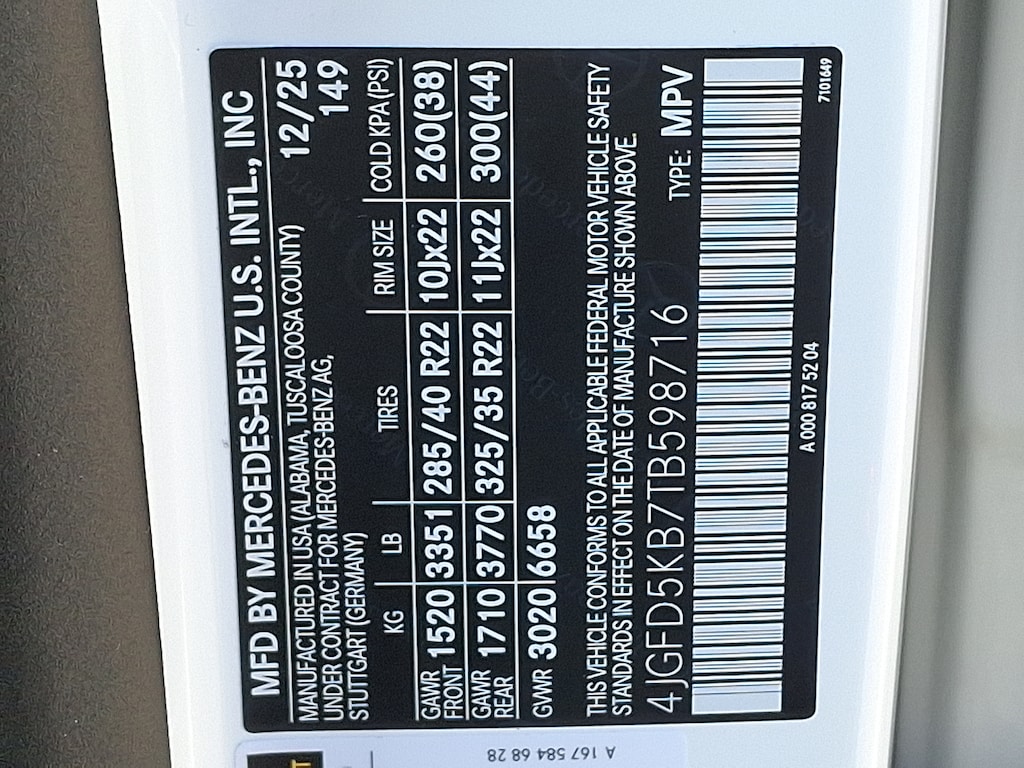 MFD BY MERCEDES-BENZ U.S. INTL., INC
MANUFACTURED IN USA (ALABAMA, TUSCALOOSA COUNTY) 12/25
UNDER CONTRACT FOR MERCEDES-BENZ AG, 149
STUTTGART (GERMANY)
KG LB TIRES RIM SIZE COLD KPA (PSI)
GAWR FRONT 1520 3351 285/40 R22 10Jx22 260(38)
GAWR REAR 1710 3770 325/35 R22 11Jx22 300(44)
GVWR 3020 6658
THIS VEHICLE CONFORMS TO ALL APPLICABLE FEDERAL MOTOR VEHICLE SAFETY
STANDARDS IN EFFECT ON THE DATE OF MANUFACTURE SHOWN ABOVE.
4JGFD5KB7TB598716 TYPE: MPV
A 000 817 52 04
7101649
A 167 584 68 28